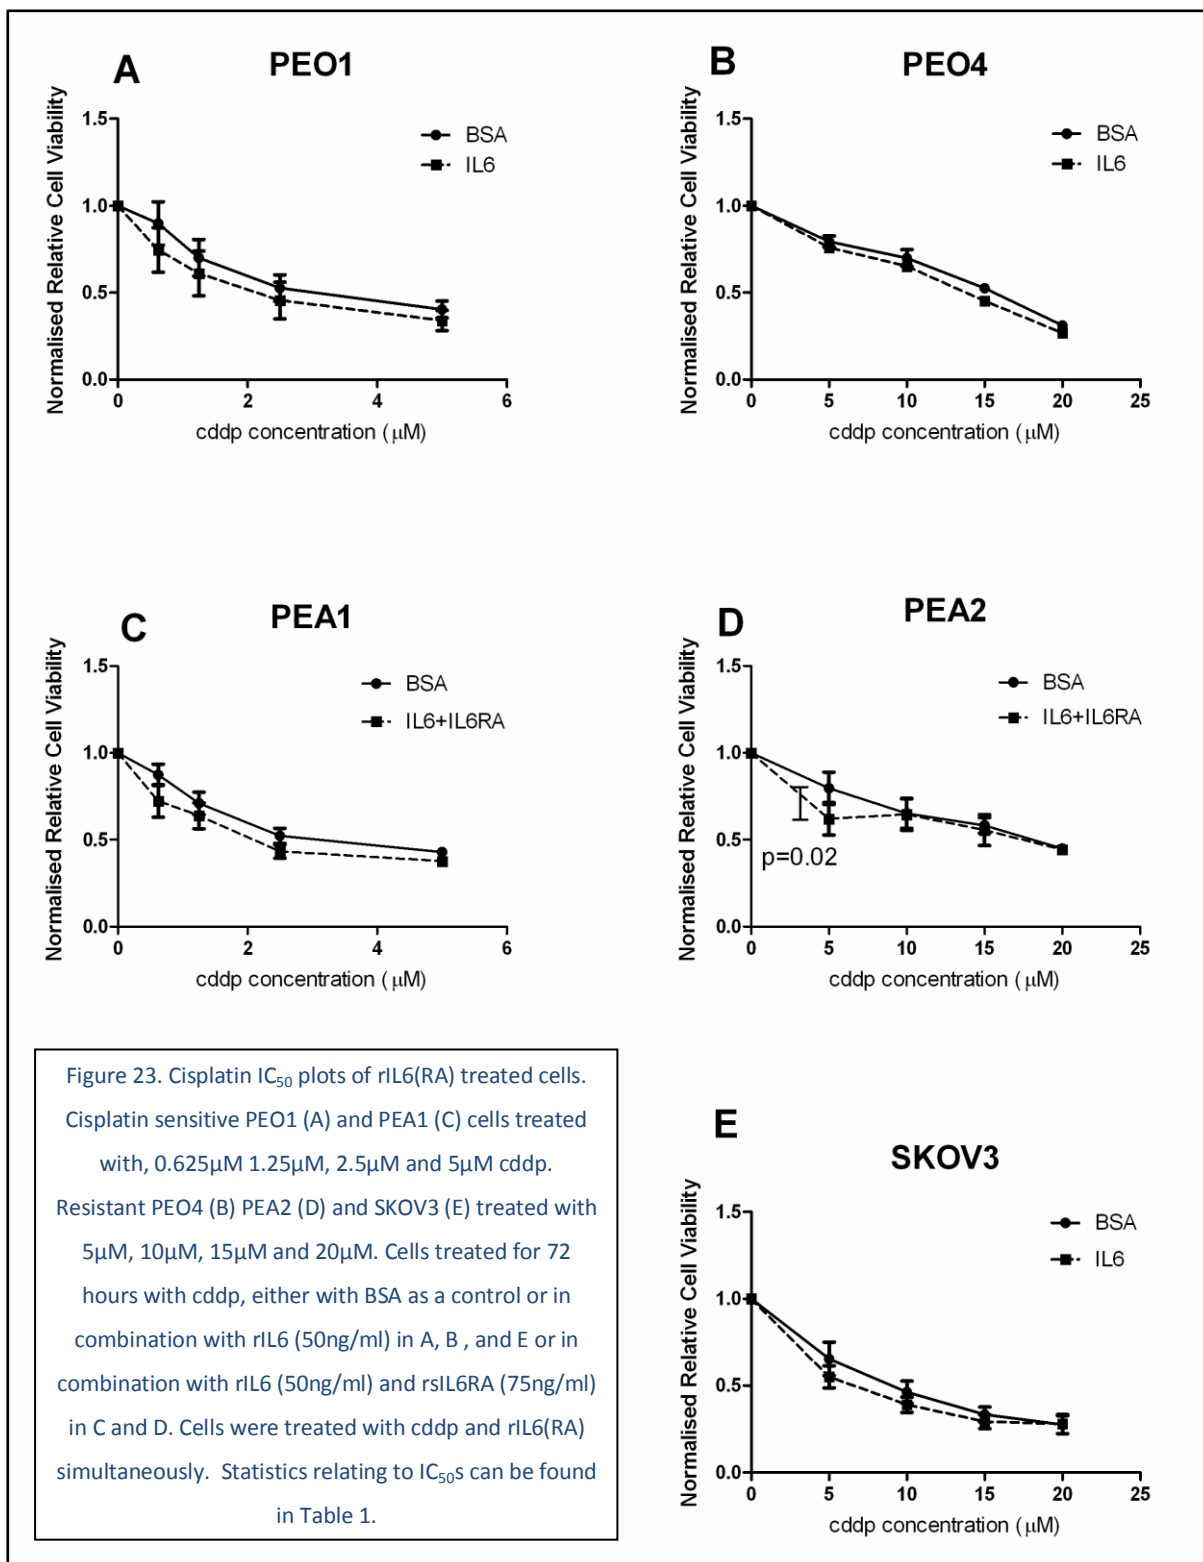 A
PEO1
Normalised Relative Cell Viability
1.5
1.0
0.5
0.0
0
2
4
6
cddp concentration (μM)
BSA
IL6
B
PEO4
Normalised Relative Cell Viability
1.5
1.0
0.5
0.0
0
5
10
15
20
25
cddp concentration (μM)
BSA
IL6
C
PEA1
Normalised Relative Cell Viability
1.5
1.0
0.5
0.0
0
2
4
6
cddp concentration (μM)
BSA
IL6+IL6RA
D
PEA2
Normalised Relative Cell Viability
1.5
1.0
0.5
0.0
0
5
10
15
20
25
cddp concentration (μM)
BSA
IL6+IL6RA
p=0.02
Figure 23. Cisplatin IC₅₀ plots of rIL6(RA) treated cells.
Cisplatin sensitive PEO1 (A) and PEA1 (C) cells treated
with, 0.625μM 1.25μM, 2.5μM and 5μM cddp.
Resistant PEO4 (B) PEA2 (D) and SKOV3 (E) treated with
5μM, 10μM, 15μM and 20μM. Cells treated for 72
hours with cddp, either with BSA as a control or in
combination with rIL6 (50ng/ml) in A, B , and E or in
combination with rIL6 (50ng/ml) and rsIL6RA (75ng/ml)
in C and D. Cells were treated with cddp and rIL6(RA)
simultaneously. Statistics relating to IC₅₀s can be found
in Table 1.
E
SKOV3
Normalised Relative Cell Viability
1.5
1.0
0.5
0.0
0
5
10
15
20
25
cddp concentration (μM)
BSA
IL6